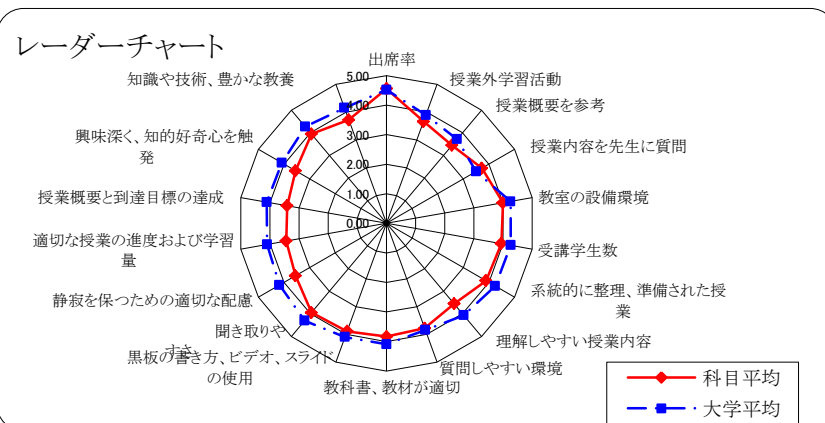 レーダーチャート
出席率
授業外学習活動
授業概要を参考
授業内容を先生に質問
教室の設備環境
受講学生数
系統的に整理、準備された授
業
理解しやすい授業内容
質問しやすい環境
教科書、教材が適切
黒板の書き方、ビデオ、スライド
の使用
聞き取りや
すさ
静寂を保つための適切な配慮
適切な授業の進度および学習
量
授業概要と到達目標の達成
興味深く、知的好奇心を触
発
知識や技術、豊かな教養
5.00
4.00
3.00
2.00
1.00
0.00
科目平均
大学平均